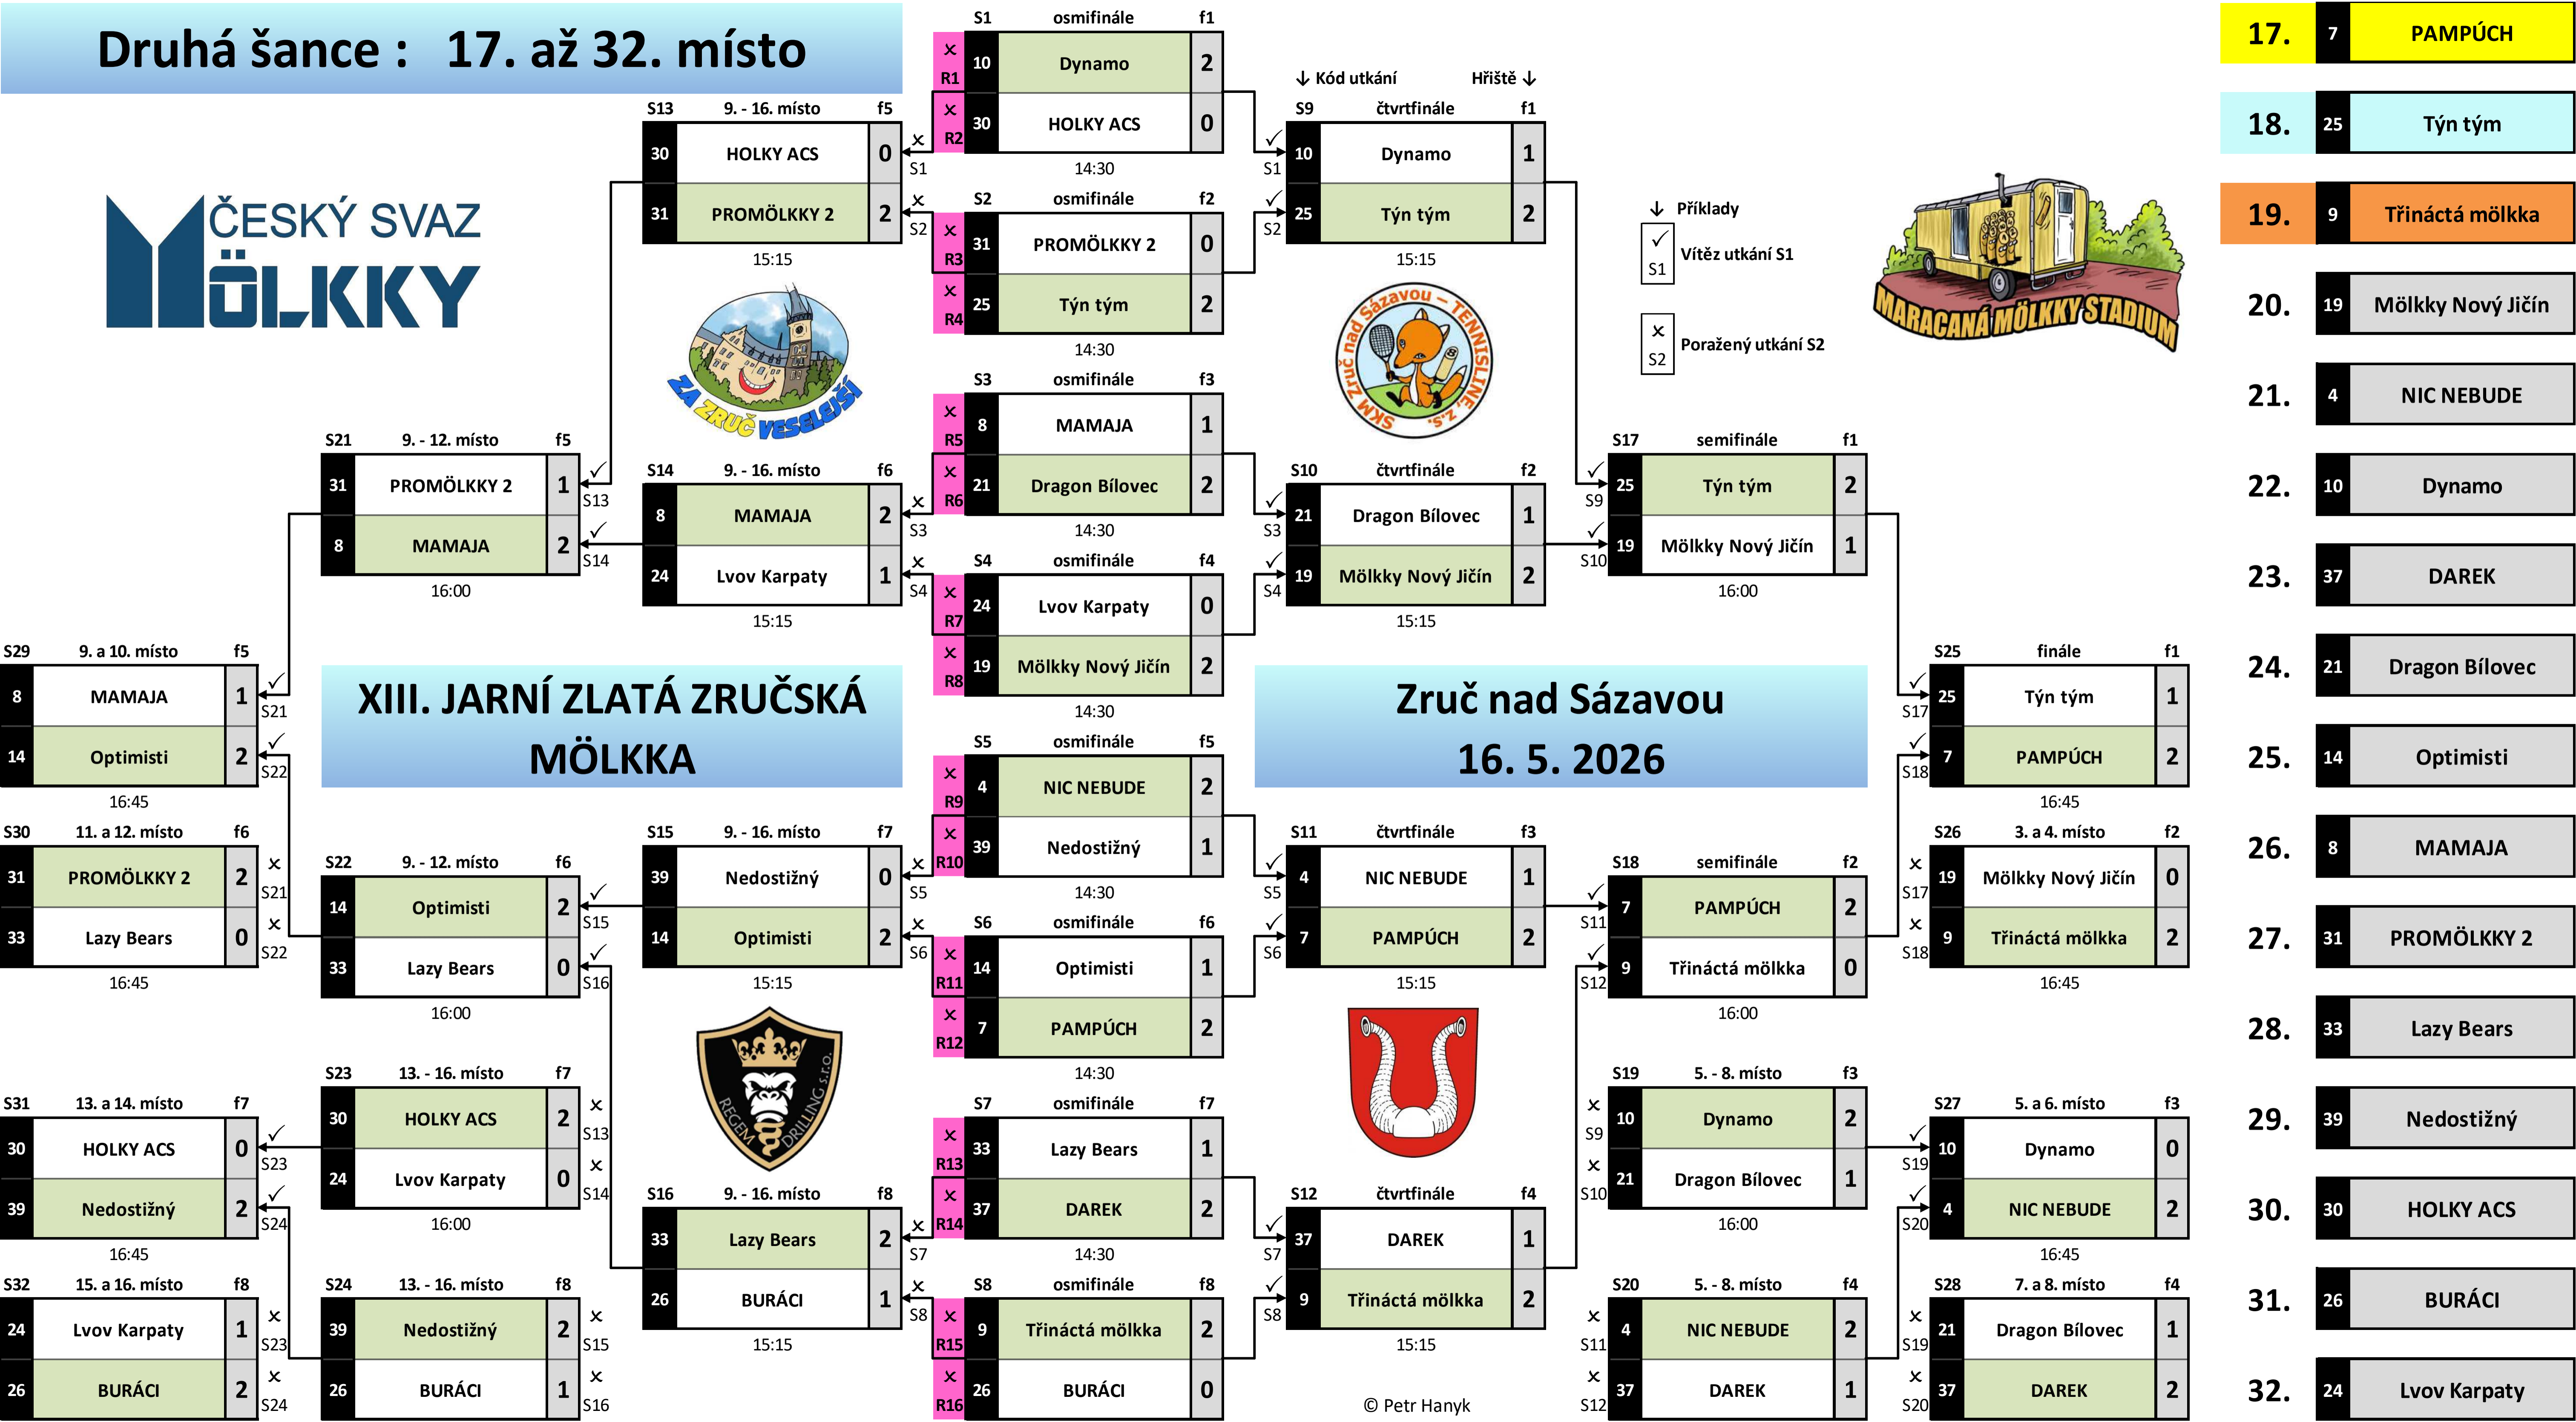 Druhá šance :   17. až 32. místo
ČESKÝ SVAZ
MÖLKKY
ZA ZRUČ VESELEJŠÍ
SKM Zruč nad Sázavou – TENNISLINE, z.s.
MARACANÁ MÖLKKY STADIUM
XIII. JARNÍ ZLATÁ ZRUČSKÁ
MÖLKKA
Zruč nad Sázavou
16. 5. 2026
REGEM DRILLING s.r.o.
↓ Kód utkání
Hřiště ↓
↓ Příklady
✓ S1 Vítěz utkání S1
✗ S2 Poražený utkání S2
S29 9. a 10. místo f5
8 MAMAJA 1 ✓ S21
14 Optimisti 2 ✓ S22
16:45
S30 11. a 12. místo f6
31 PROMÖLKKY 2 2 ✗ S21
33 Lazy Bears 0 ✗ S22
16:45
S31 13. a 14. místo f7
30 HOLKY ACS 0 ✓ S23
39 Nedostižný 2 ✓ S24
16:45
S32 15. a 16. místo f8
24 Lvov Karpaty 1 ✗ S23
26 BURÁCI 2 ✗ S24
S21 9. - 12. místo f5
31 PROMÖLKKY 2 1 ✓ S13
8 MAMAJA 2 ✓ S14
16:00
S22 9. - 12. místo f6
14 Optimisti 2 ✓ S15
33 Lazy Bears 0 ✓ S16
16:00
S23 13. - 16. místo f7
30 HOLKY ACS 2 ✗ S13
24 Lvov Karpaty 0 ✗ S14
16:00
S24 13. - 16. místo f8
39 Nedostižný 2 ✗ S15
26 BURÁCI 1 ✗ S16
S13 9. - 16. místo f5
30 HOLKY ACS 0 ✗ S1
31 PROMÖLKKY 2 2 ✗ S2
15:15
S14 9. - 16. místo f6
8 MAMAJA 2 ✗ S3
24 Lvov Karpaty 1 ✗ S4
15:15
S15 9. - 16. místo f7
39 Nedostižný 0 ✗ S5
14 Optimisti 2 ✗ S6
15:15
S16 9. - 16. místo f8
33 Lazy Bears 2 ✗ S7
26 BURÁCI 1 ✗ S8
15:15
S1 osmifinále f1
✗ R1 10 Dynamo 2
✗ R2 30 HOLKY ACS 0
14:30
S2 osmifinále f2
✗ R3 31 PROMÖLKKY 2 0
✗ R4 25 Týn tým 2
14:30
S3 osmifinále f3
✗ R5 8 MAMAJA 1
✗ R6 21 Dragon Bílovec 2
14:30
S4 osmifinále f4
✗ R7 24 Lvov Karpaty 0
✗ R8 19 Mölkky Nový Jičín 2
14:30
S5 osmifinále f5
✗ R9 4 NIC NEBUDE 2
✗ R10 39 Nedostižný 1
14:30
S6 osmifinále f6
✗ R11 14 Optimisti 1
✗ R12 7 PAMPÚCH 2
14:30
S7 osmifinále f7
✗ R13 33 Lazy Bears 1
✗ R14 37 DAREK 2
14:30
S8 osmifinále f8
✗ R15 9 Třináctá mölkka 2
✗ R16 26 BURÁCI 0
S9 čtvrtfinále f1
✓ S1 10 Dynamo 1
✓ S2 25 Týn tým 2
15:15
S10 čtvrtfinále f2
✓ S3 21 Dragon Bílovec 1
✓ S4 19 Mölkky Nový Jičín 2
15:15
S11 čtvrtfinále f3
✓ S5 4 NIC NEBUDE 1
✓ S6 7 PAMPÚCH 2
15:15
S12 čtvrtfinále f4
✓ S7 37 DAREK 1
✓ S8 9 Třináctá mölkka 2
15:15
© Petr Hanyk
S17 semifinále f1
✓ S9 25 Týn tým 2
✓ S10 19 Mölkky Nový Jičín 1
16:00
S18 semifinále f2
✓ S11 7 PAMPÚCH 2
✓ S12 9 Třináctá mölkka 0
16:00
S19 5. - 8. místo f3
✗ S9 10 Dynamo 2
✗ S10 21 Dragon Bílovec 1
16:00
S20 5. - 8. místo f4
✗ S11 4 NIC NEBUDE 2
✗ S12 37 DAREK 1
S25 finále f1
✓ S17 25 Týn tým 1
✓ S18 7 PAMPÚCH 2
16:45
S26 3. a 4. místo f2
✗ S17 19 Mölkky Nový Jičín 0
✗ S18 9 Třináctá mölkka 2
16:45
S27 5. a 6. místo f3
✓ S19 10 Dynamo 0
✓ S20 4 NIC NEBUDE 2
16:45
S28 7. a 8. místo f4
✗ S19 21 Dragon Bílovec 1
✗ S20 37 DAREK 2
17. 7 PAMPÚCH
18. 25 Týn tým
19. 9 Třináctá mölkka
20. 19 Mölkky Nový Jičín
21. 4 NIC NEBUDE
22. 10 Dynamo
23. 37 DAREK
24. 21 Dragon Bílovec
25. 14 Optimisti
26. 8 MAMAJA
27. 31 PROMÖLKKY 2
28. 33 Lazy Bears
29. 39 Nedostižný
30. 30 HOLKY ACS
31. 26 BURÁCI
32. 24 Lvov Karpaty